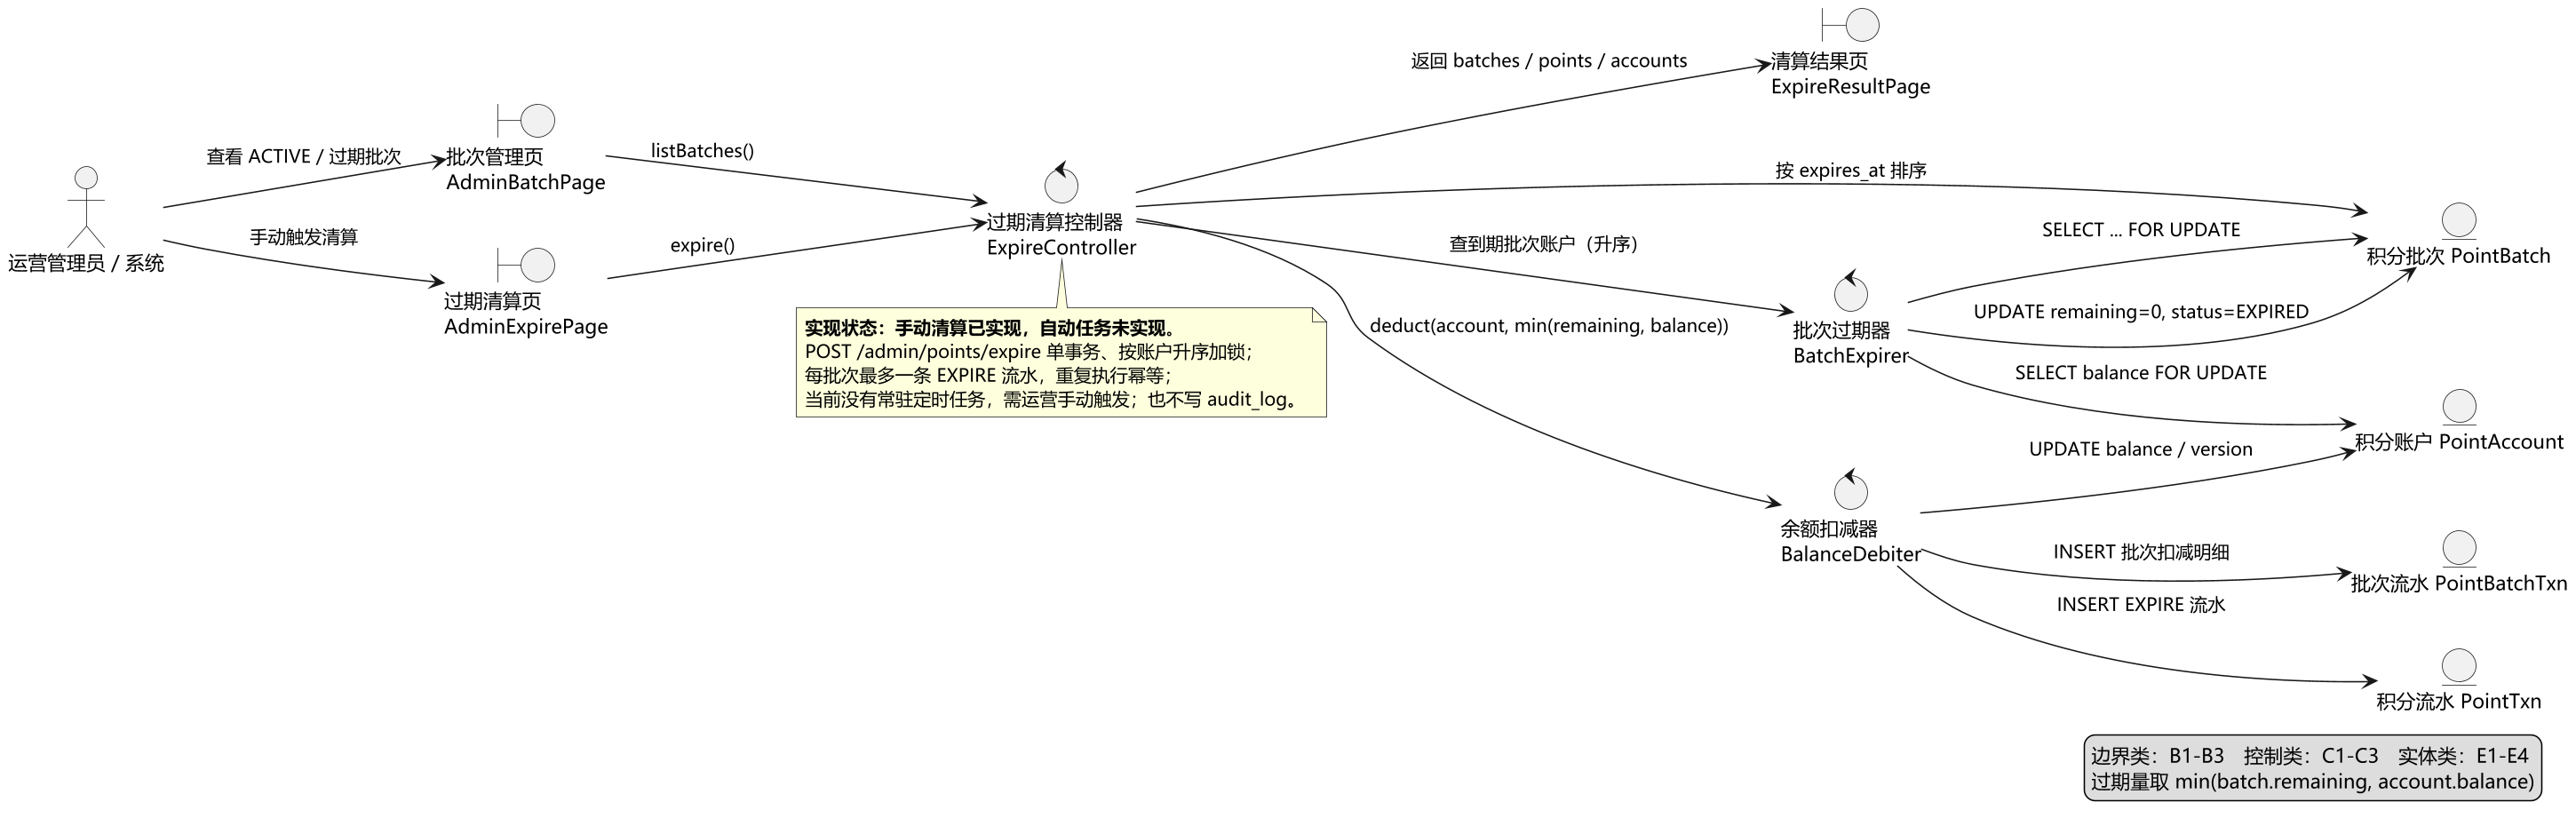 运营管理员 / 系统
查看 ACTIVE / 过期批次
手动触发清算
批次管理页
AdminBatchPage
过期清算页
AdminExpirePage
listBatches()
expire()
过期清算控制器
ExpireController
实现状态：手动清算已实现，自动任务未实现。
POST /admin/points/expire 单事务、按账户升序加锁；
每批次最多一条 EXPIRE 流水，重复执行幂等；
当前没有常驻定时任务，需运营手动触发；也不写 audit_log。
返回 batches / points / accounts
清算结果页
ExpireResultPage
按 expires_at 排序
查到期批次账户（升序）
deduct(account, min(remaining, balance))
批次过期器
BatchExpirer
余额扣减器
BalanceDebiter
SELECT ... FOR UPDATE
UPDATE remaining=0, status=EXPIRED
SELECT balance FOR UPDATE
UPDATE balance / version
INSERT 批次扣减明细
INSERT EXPIRE 流水
积分批次 PointBatch
积分账户 PointAccount
批次流水 PointBatchTxn
积分流水 PointTxn
边界类：B1-B3　控制类：C1-C3　实体类：E1-E4
过期量取 min(batch.remaining, account.balance)